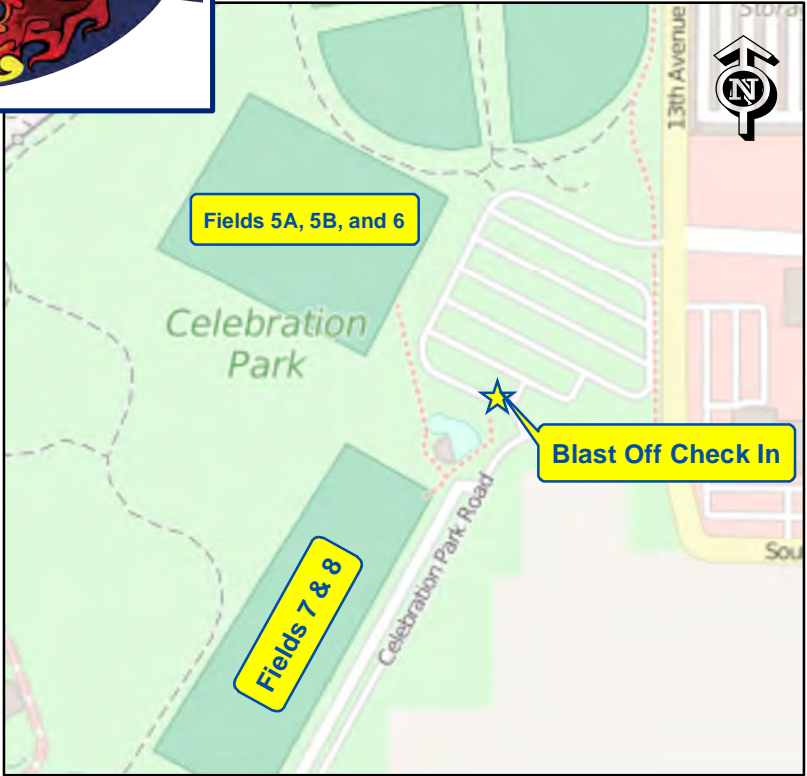 13th Avenue
N
Fields 5A, 5B, and 6
Celebration
Park
Blast Off Check In
Celebration Park Road
Fields 7 & 8